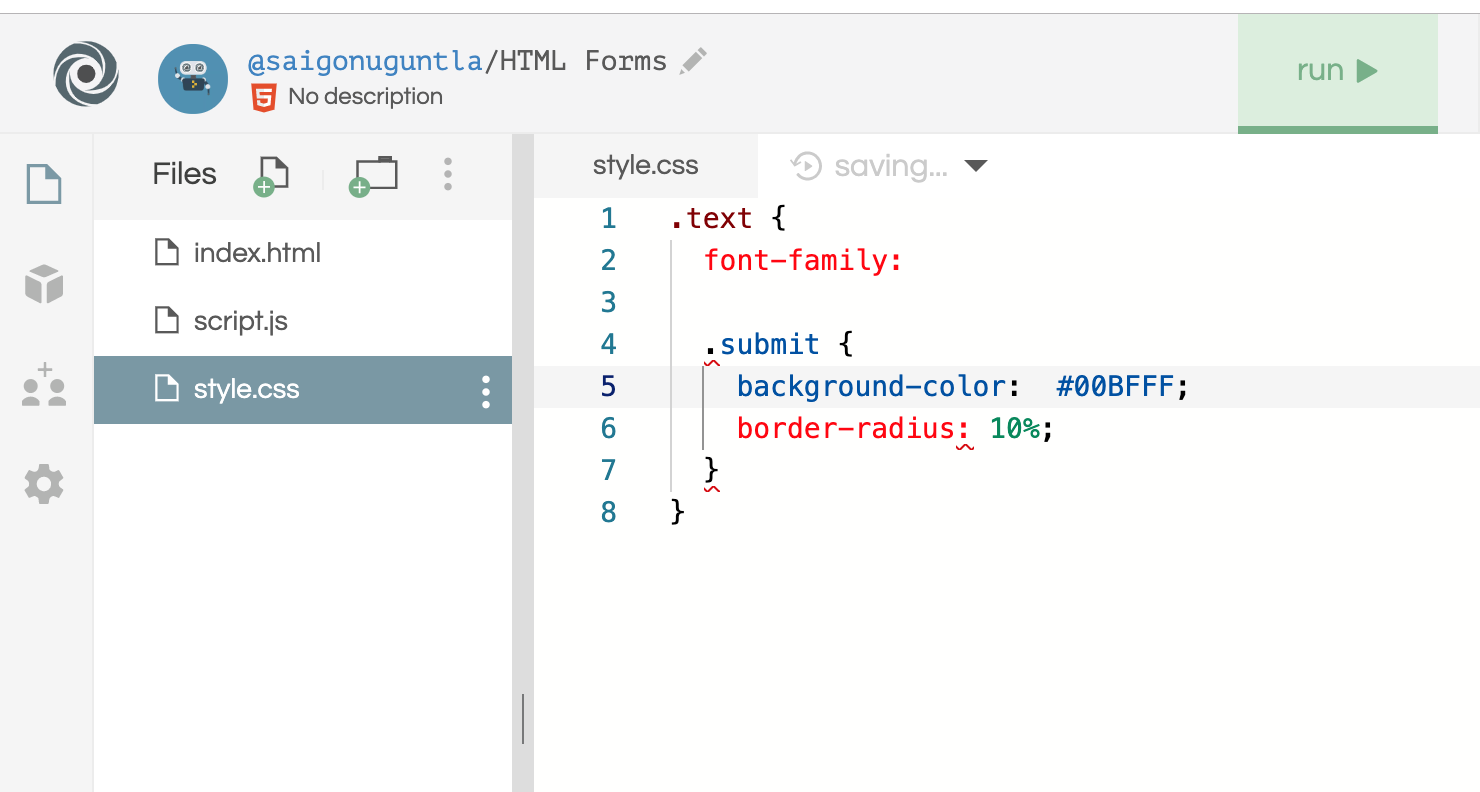 @saigonuguntla/HTML Forms
5 No description
run
Files
index.html
script.js
style.css
style.css saving...
1 .text {
2 font-family:
3
4 .submit {
5 background-color:  #00BFFF;
6 border-radius: 10%;
7 }
8 }